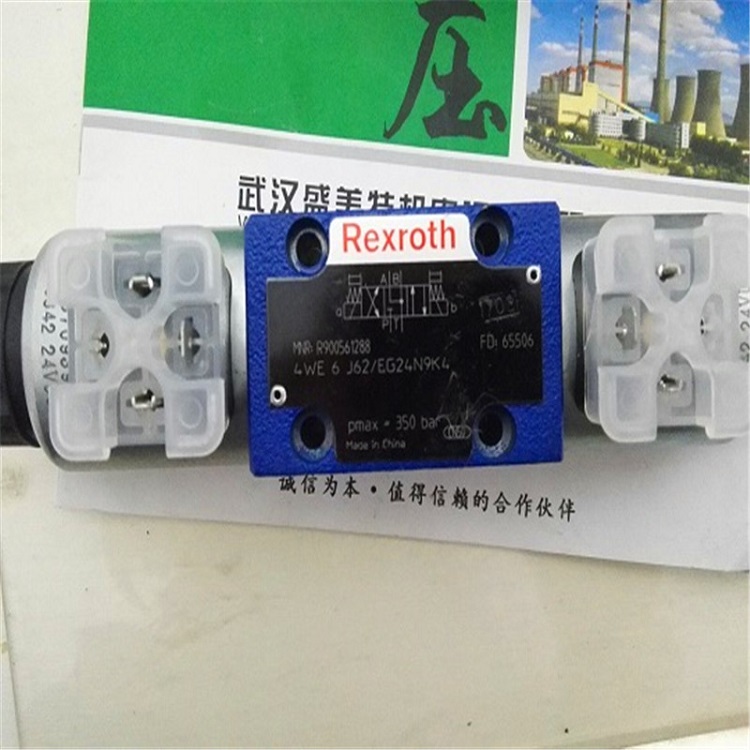 压
武汉盛美特机电
Rexroth
A B
a b
P T
MNR: R900561288
FD: 65506
4WE 6 J62/EG24N9K4
pmax = 350 bar
Made in China
J42 24V
诚信为本·值得信赖的合作伙伴